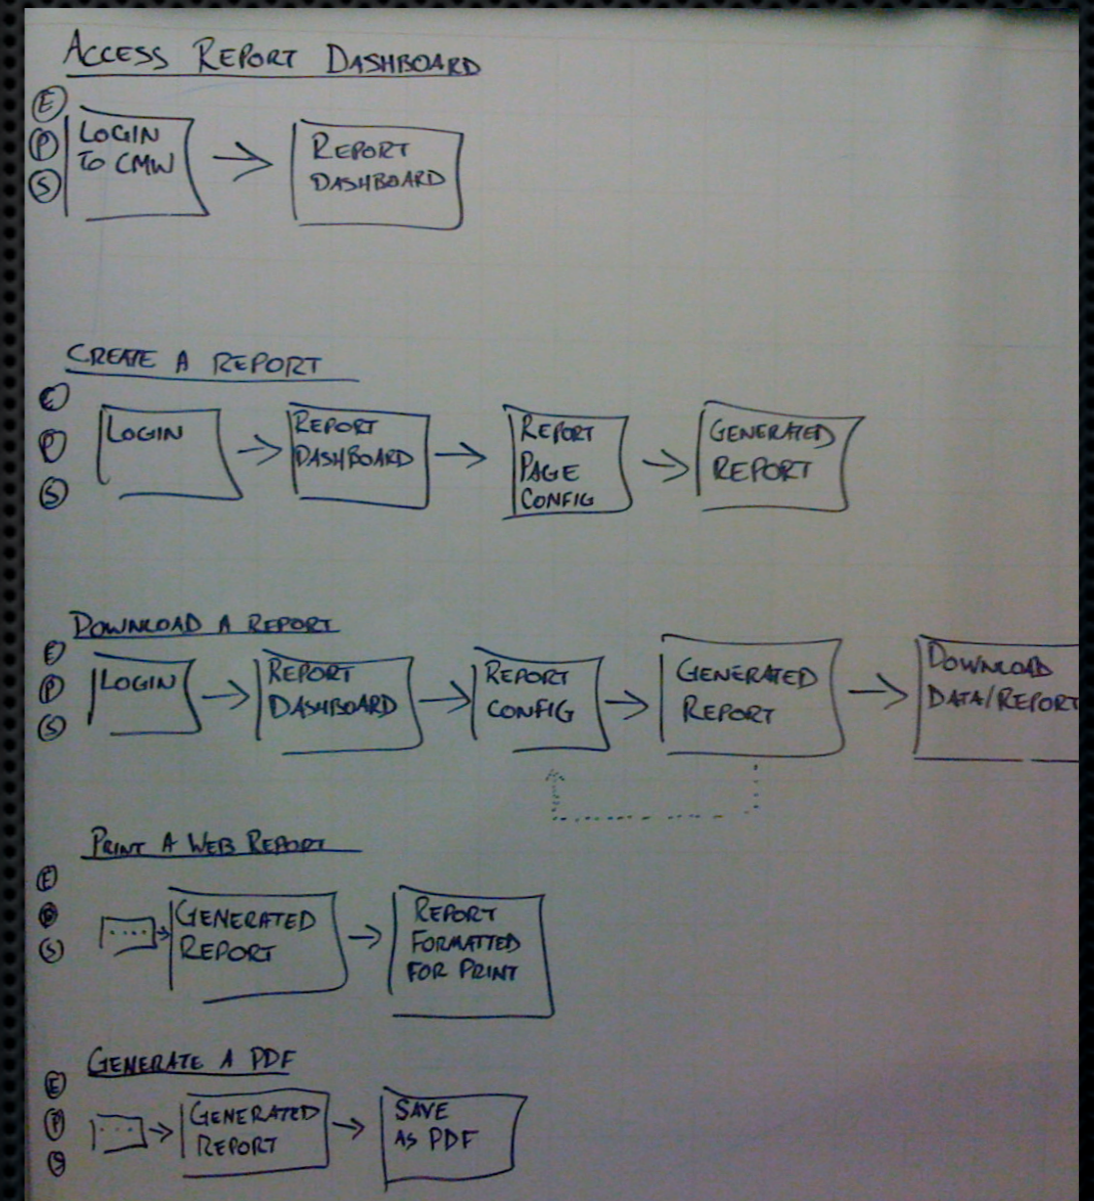 ACCESS REPORT DASHBOARD
E
P
S
LOGIN
TO CMW
REPORT
DASHBOARD
CREATE A REPORT
E
P
S
LOGIN
REPORT
DASHBOARD
REPORT
PAGE
CONFIG
GENERATED
REPORT
DOWNLOAD A REPORT
E
P
S
LOGIN
REPORT
DASHBOARD
REPORT
CONFIG
GENERATED
REPORT
DOWNLOAD
DATA/REPORT
PRINT A WEB REPORT
E
P
S
....
GENERATED
REPORT
REPORT
FORMATTED
FOR PRINT
GENERATE A PDF
E
P
S
...
GENERATED
REPORT
SAVE
AS PDF